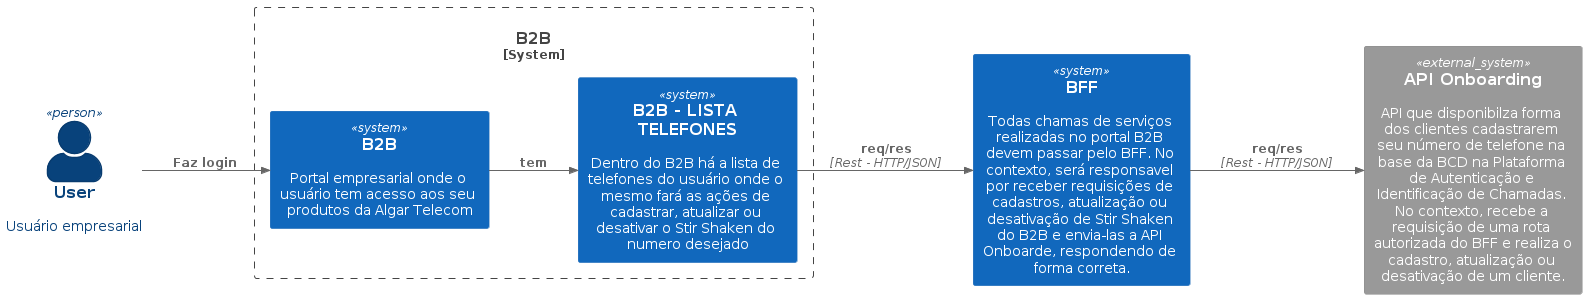 «person»
User
Usuário empresarial
Faz login
B2B
[System]
«system»
B2B
Portal empresarial onde o
usuário tem acesso aos seu
produtos da Algar Telecom
tem
«system»
B2B - LISTA
TELEFONES
Dentro do B2B há a lista de
telefones do usuário onde o
mesmo fará as ações de
cadastrar, atualizar ou
desativar o Stir Shaken do
numero desejado
req/res
[Rest - HTTP/JSON]
«system»
BFF
Todas chamas de serviços
realizadas no portal B2B
devem passar pelo BFF. No
contexto, será responsavel
por receber requisições de
cadastros, atualização ou
desativação de Stir Shaken
do B2B e envia-las a API
Onboarde, respondendo de
forma correta.
req/res
[Rest - HTTP/JSON]
«external_system»
API Onboarding
API que disponibilza forma
dos clientes cadastrarem
seu número de telefone na
base da BCD na Plataforma
de Autenticação e
Identificação de Chamadas.
No contexto, recebe a
requisição de uma rota
autorizada do BFF e realiza o
cadastro, atualização ou
desativação de um cliente.